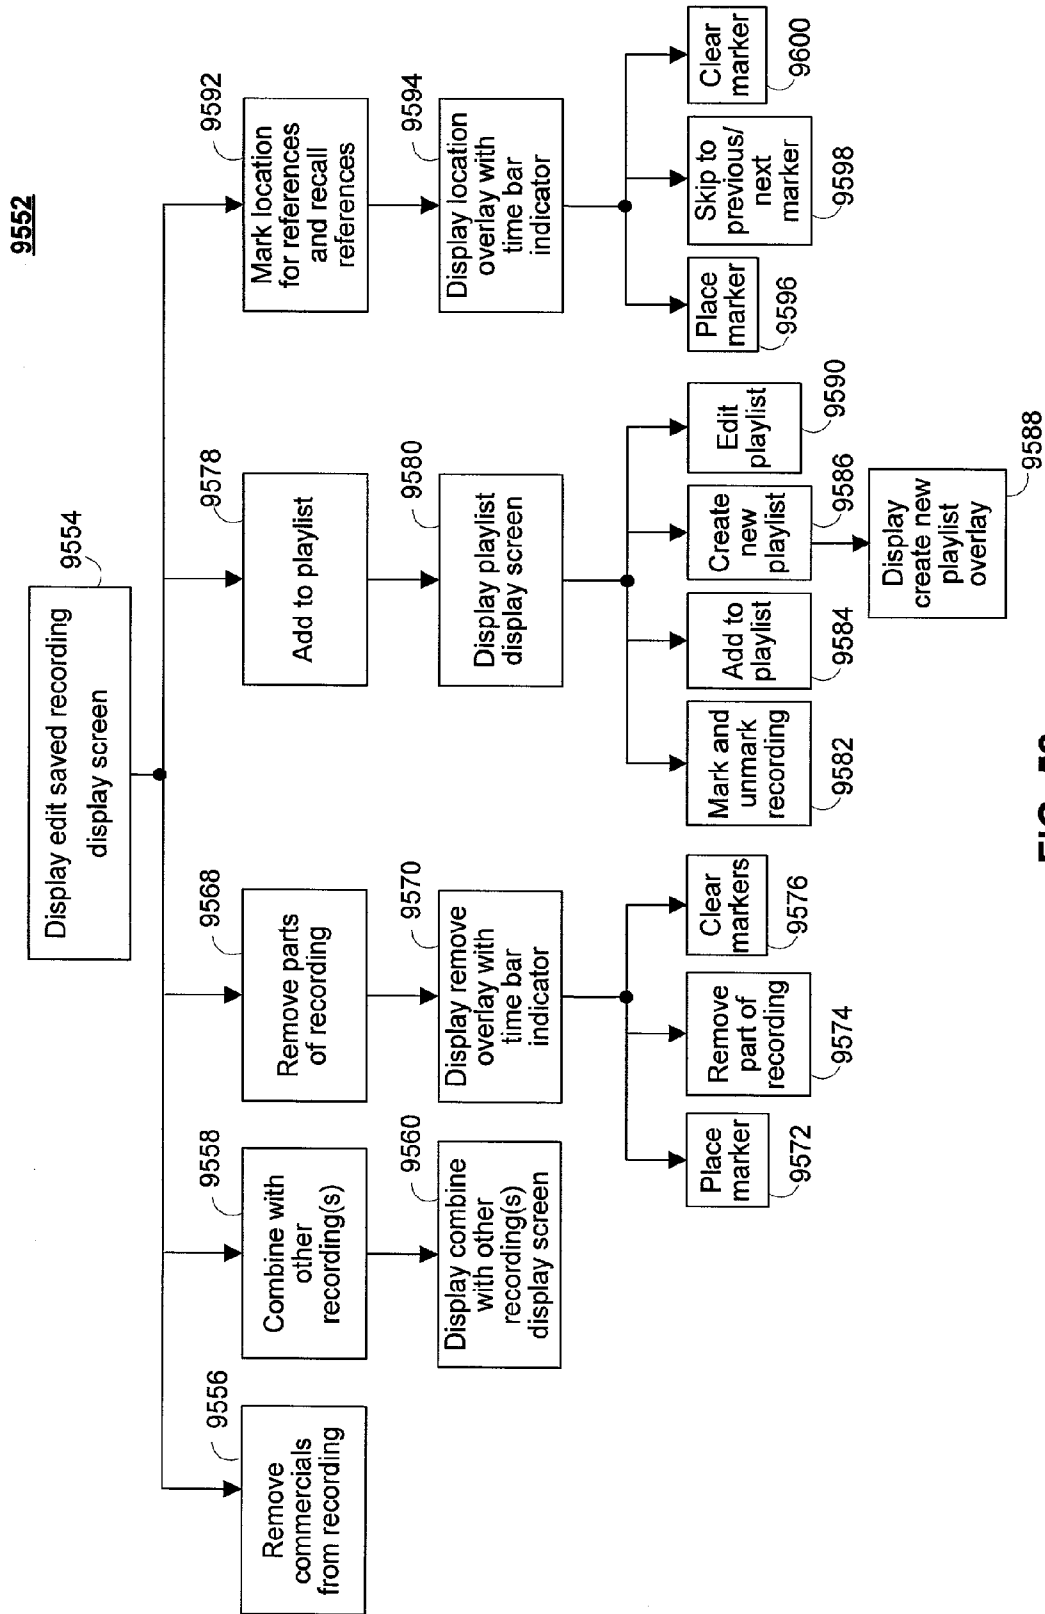 9552
Display edit saved recording
display screen
9554
Remove
commercials
from recording
9556
Combine with
other
recording(s)
9558
Display combine
with other
recording(s)
display screen
9560
Remove parts
of recording
9568
Display remove
overlay with
time bar
indicator
9570
Place
marker
9572
Remove
part of
recording
9574
Clear
markers
9576
Add to playlist
9578
Display playlist
display screen
9580
Mark and
unmark
recording
9582
Add to
playlist
9584
Create
new
playlist
9586
Display
create new
playlist
overlay
9588
Edit
playlist
9590
Mark location
for references
and recall
references
9592
Display location
overlay with
time bar
indicator
9594
Place
marker
9596
Skip to
previous/
next
marker
9598
Clear
marker
9600